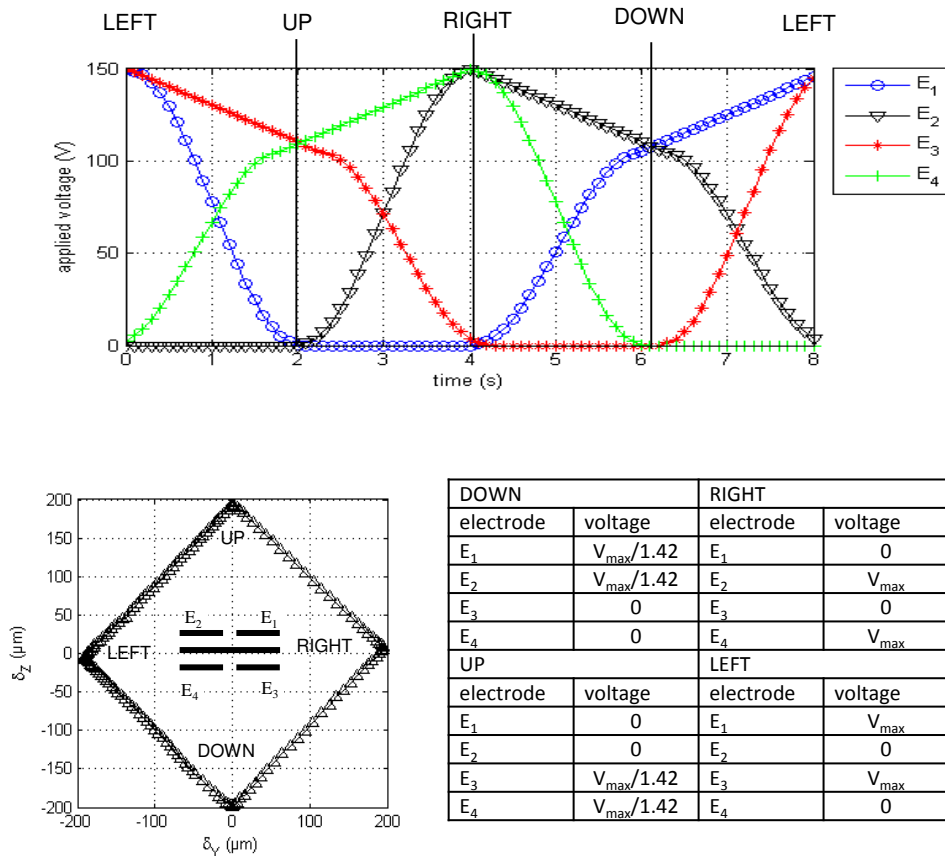 LEFT UP RIGHT DOWN LEFT
150
100
50
0
applied voltage (V)
0 1 2 3 4 5 6 7 8
time (s)
E1
E2
E3
E4
200
150
100
50
0
-50
-100
-150
-200
δZ (µm)
UP
E2 E1
LEFT RIGHT
E4 E3
DOWN
-200 -100 0 100 200
δY (µm)
DOWN RIGHT
electrode voltage electrode voltage
E1 Vmax/1.42 E1 0
E2 Vmax/1.42 E2 Vmax
E3 0 E3 0
E4 0 E4 Vmax
UP LEFT
electrode voltage electrode voltage
E1 0 E1 Vmax
E2 0 E2 0
E3 Vmax/1.42 E3 Vmax
E4 Vmax/1.42 E4 0